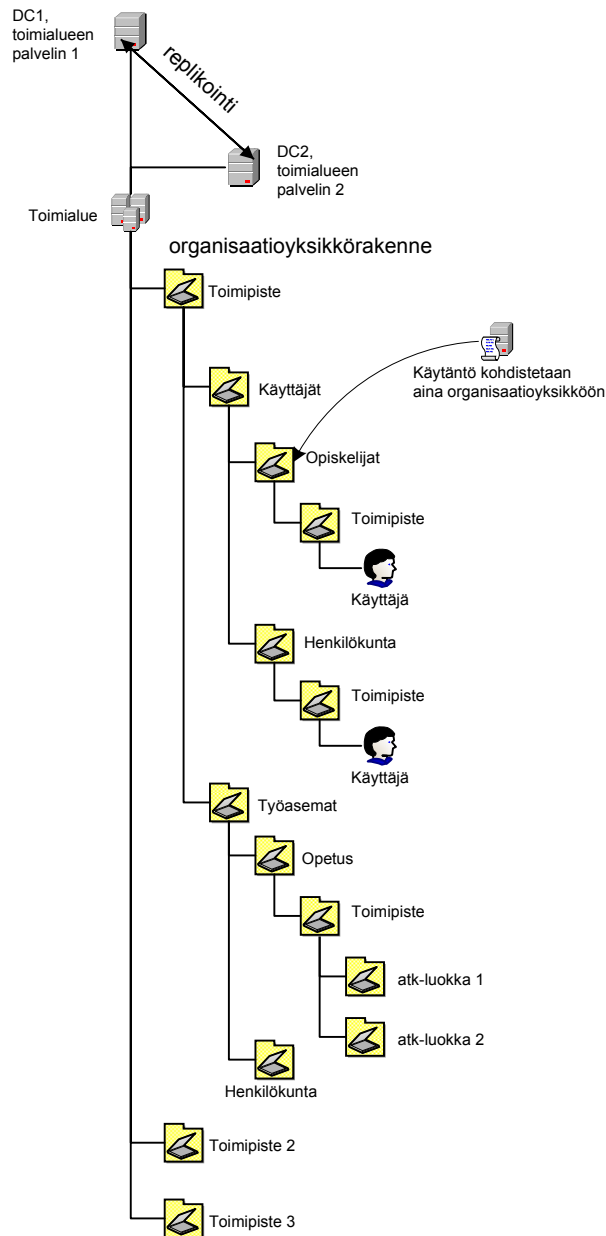 DC1,
toimialueen
palvelin 1
replikointi
DC2,
toimialueen
palvelin 2
Toimialue
organisaatioyksikkörakenne
Toimipiste
Käytäntö kohdistetaan
aina organisaatioyksikköön
Käyttäjät
Opiskelijat
Toimipiste
Käyttäjä
Henkilökunta
Toimipiste
Käyttäjä
Työasemat
Opetus
Toimipiste
atk-luokka 1
atk-luokka 2
Henkilökunta
Toimipiste 2
Toimipiste 3